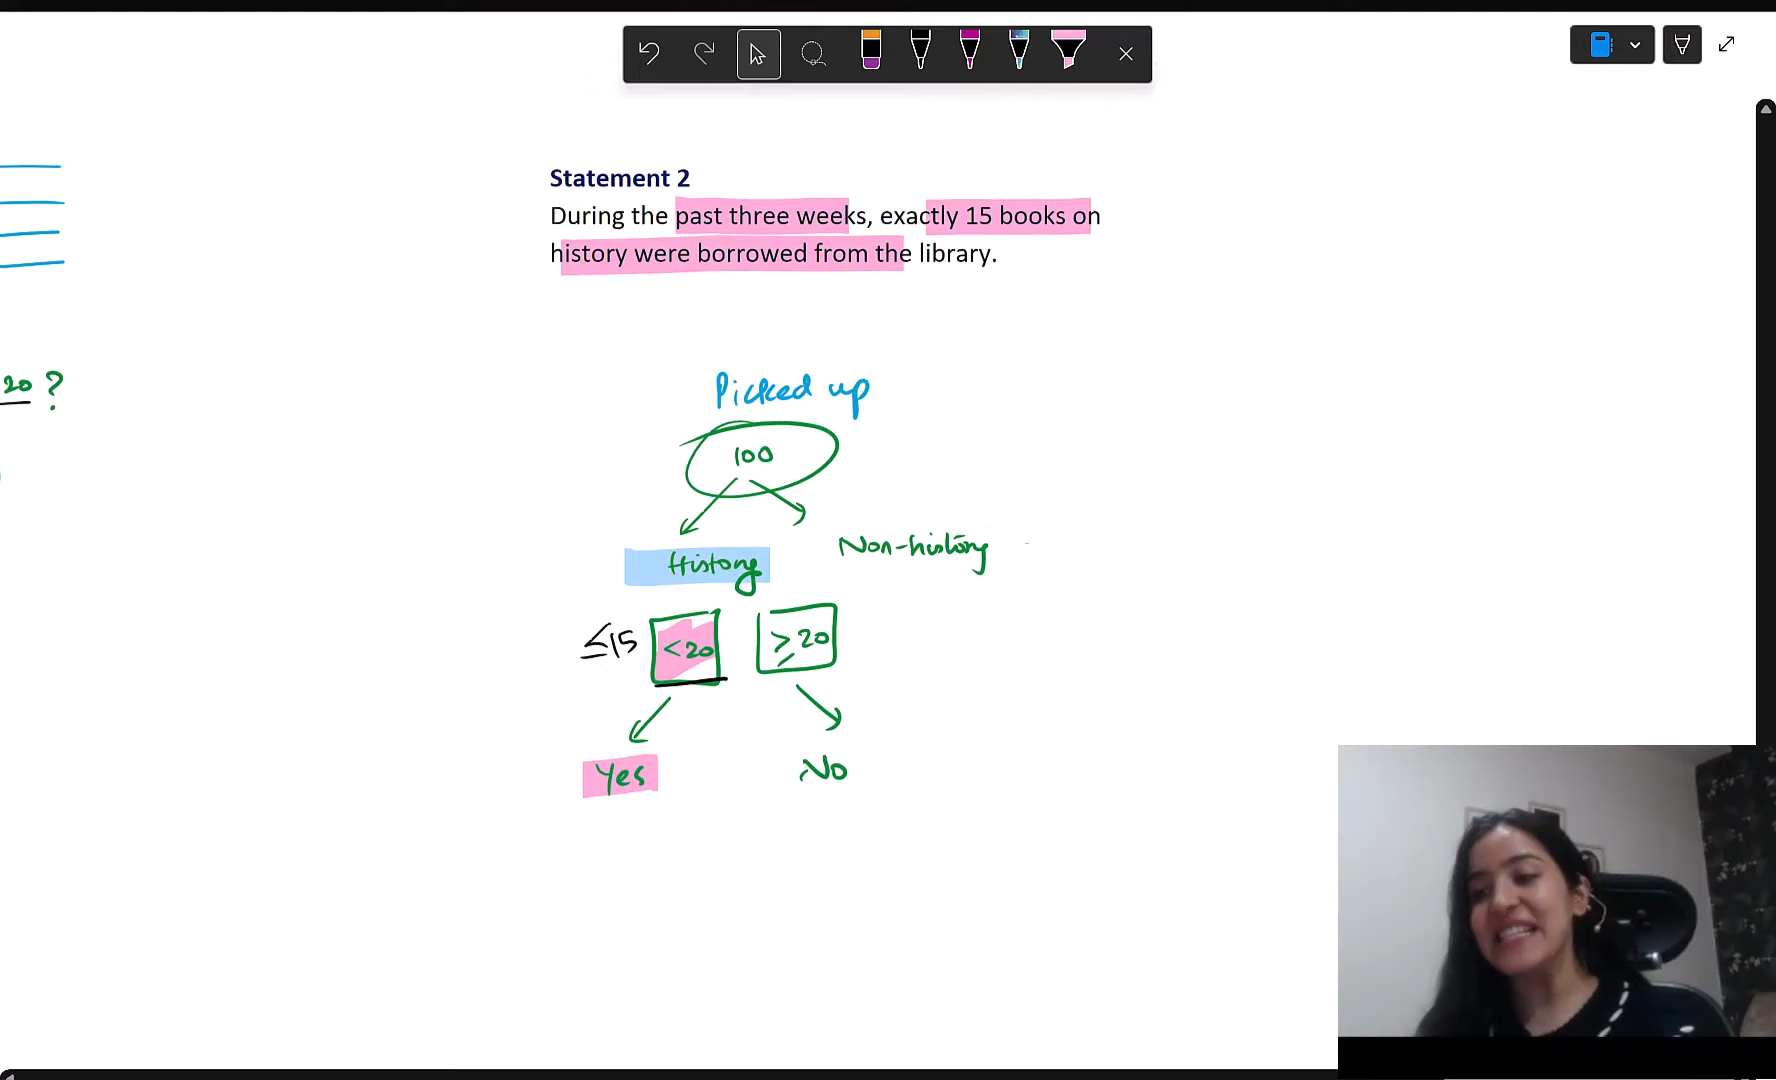 Statement 2
During the past three weeks, exactly 15 books on
history were borrowed from the library.
20 ?
Picked up
100
History
Non-history
≤15
<20
≥20
Yes
No